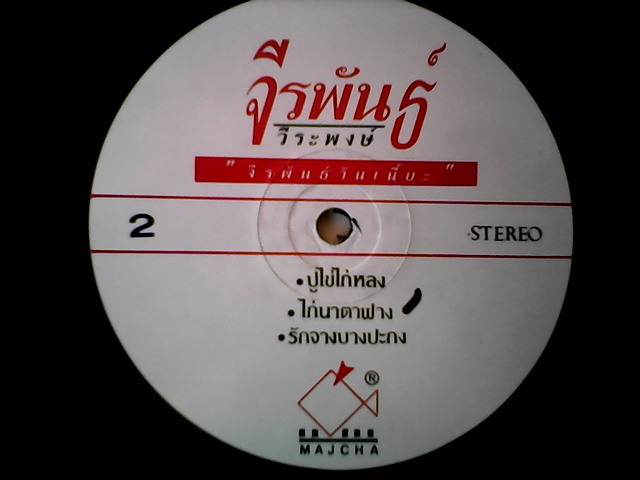 จีรพันธ์
วีระพงษ์
"จีรพันธ์วันเนี๊ยะ"
2
STEREO
•ปูไข่ไก่หลง
•ไก่นาตาฟาง
•รักจางบางปะกง
®
MAJCHA